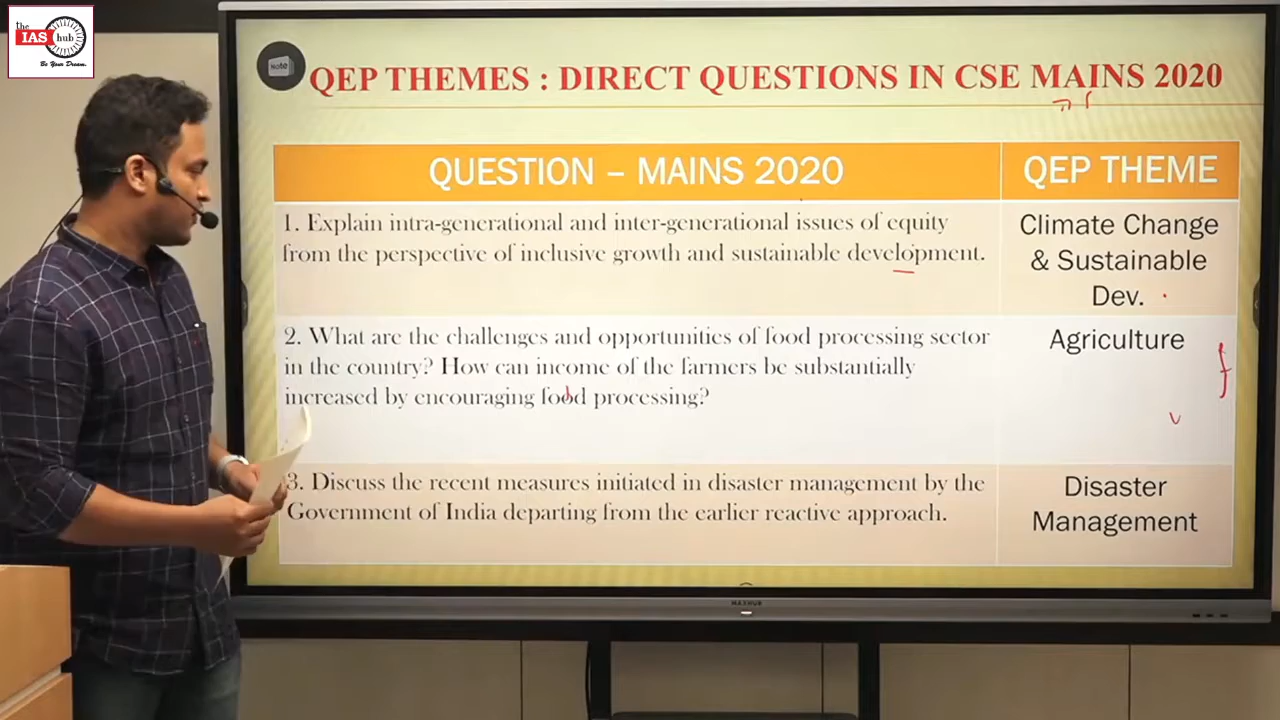 the
IAS hub
Be Your Dream.
Note
QEP THEMES : DIRECT QUESTIONS IN CSE MAINS 2020
QUESTION – MAINS 2020
QEP THEME
1. Explain intra-generational and inter-generational issues of equity
from the perspective of inclusive growth and sustainable development.
Climate Change
& Sustainable
Dev.
2. What are the challenges and opportunities of food processing sector
in the country? How can income of the farmers be substantially
increased by encouraging food processing?
Agriculture
3. Discuss the recent measures initiated in disaster management by the
Government of India departing from the earlier reactive approach.
Disaster
Management
MAXHUB